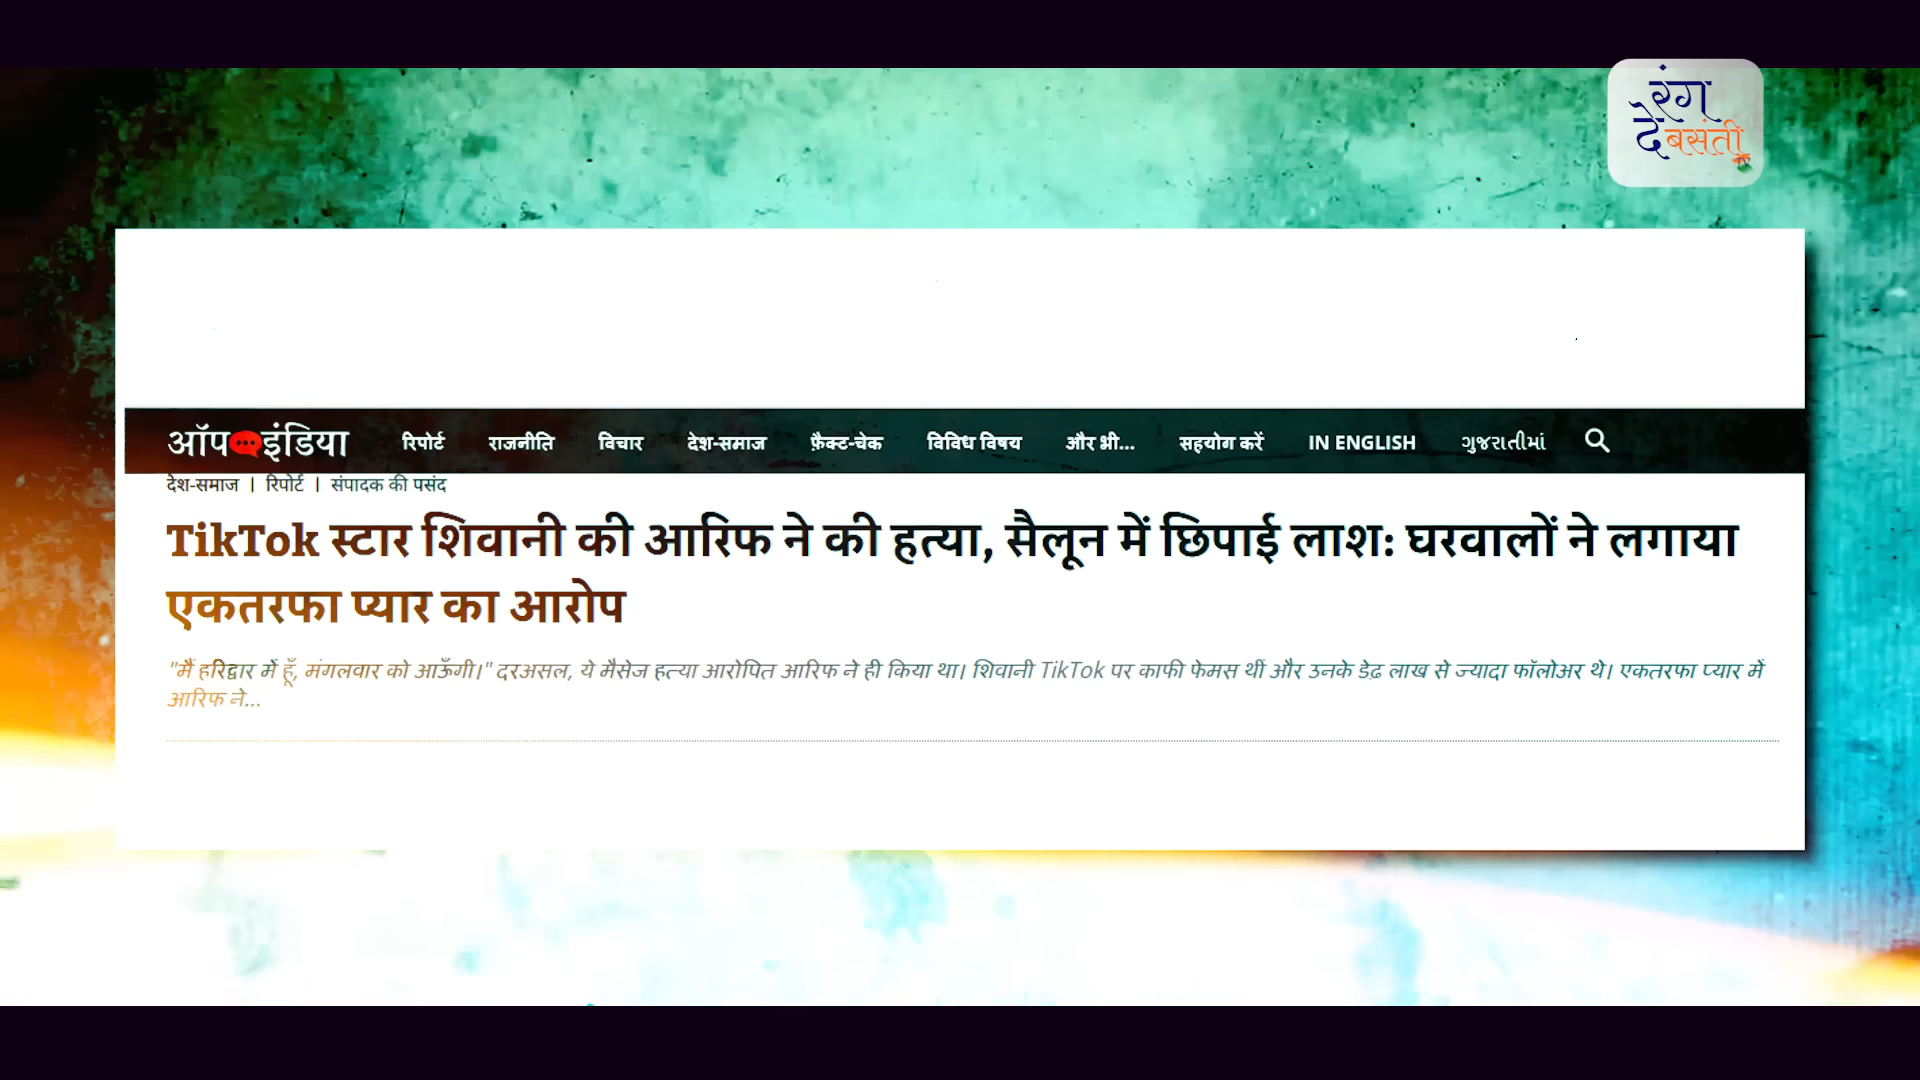 रंग
दे बसंती
ऑपइंडिया रिपोर्ट राजनीति विचार देश-समाज फ़ैक्ट-चेक विविध विषय और भी... सहयोग करें IN ENGLISH ગુજરાતીમાં
देश-समाज | रिपोर्ट | संपादक की पसंद
TikTok स्टार शिवानी की आरिफ ने की हत्या, सैलून में छिपाई लाश: घरवालों ने लगाया
एकतरफा प्यार का आरोप
"मैं हरिद्वार में हूँ, मंगलवार को आऊँगी।" दरअसल, ये मैसेज हत्या आरोपित आरिफ ने ही किया था। शिवानी TikTok पर काफी फेमस थीं और उनके डेढ़ लाख से ज्यादा फॉलोअर थे। एकतरफा प्यार में
आरिफ ने...